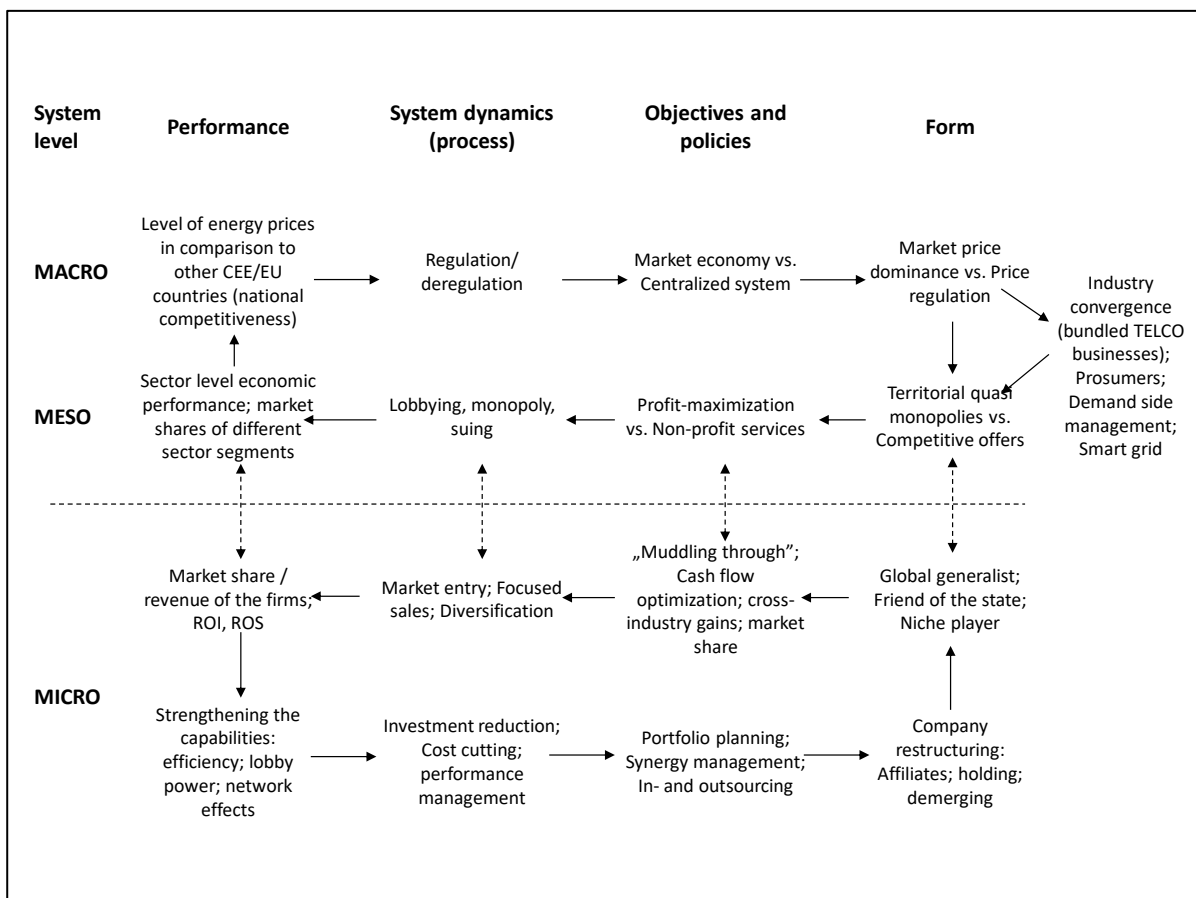 System
level
Performance
System dynamics
(process)
Objectives and
policies
Form
MACRO
Level of energy prices
in comparison to
other CEE/EU
countries (national
competitiveness)
Regulation/
deregulation
Market economy vs.
Centralized system
Market price
dominance vs. Price
regulation
Industry
convergence
(bundled TELCO
businesses);
Prosumers;
Demand side
management;
Smart grid
MESO
Sector level economic
performance; market
shares of different
sector segments
Lobbying, monopoly,
suing
Profit-maximization
vs. Non-profit services
Territorial quasi
monopolies vs.
Competitive offers
MICRO
Market share /
revenue of the firms;
ROI, ROS
Market entry; Focused
sales; Diversification
„Muddling through”;
Cash flow
optimization; cross-
industry gains; market
share
Global generalist;
Friend of the state;
Niche player
Strengthening the
capabilities:
efficiency; lobby
power; network
effects
Investment reduction;
Cost cutting;
performance
management
Portfolio planning;
Synergy management;
In- and outsourcing
Company
restructuring:
Affiliates; holding;
demerging